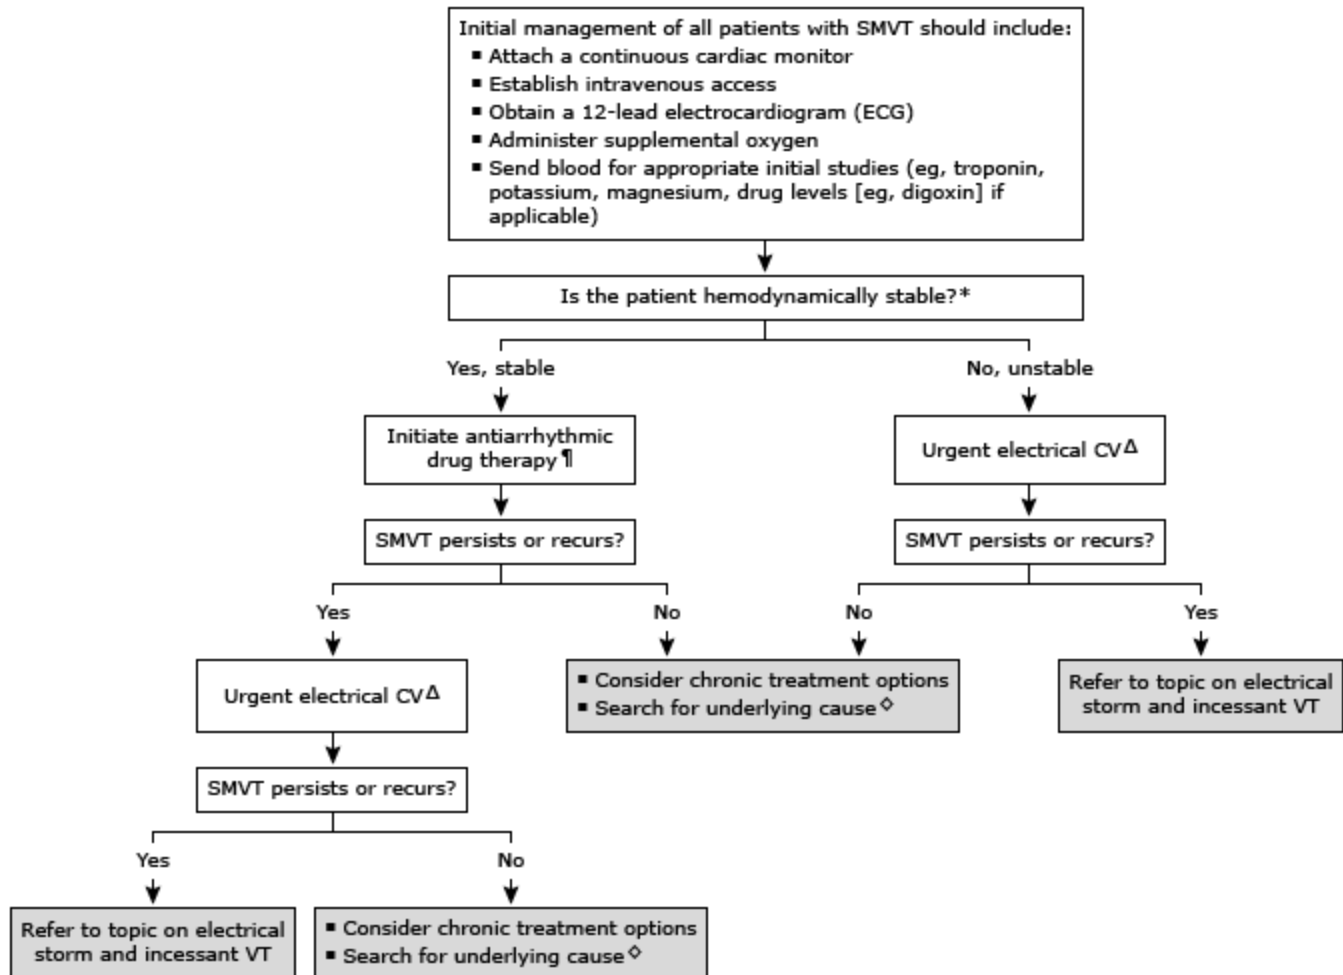 Initial management of all patients with SMVT should include:
▪ Attach a continuous cardiac monitor
▪ Establish intravenous access
▪ Obtain a 12-lead electrocardiogram (ECG)
▪ Administer supplemental oxygen
▪ Send blood for appropriate initial studies (eg, troponin,
potassium, magnesium, drug levels [eg, digoxin] if
applicable)
Is the patient hemodynamically stable?*
Yes, stable
No, unstable
Initiate antiarrhythmic
drug therapy¶
Urgent electrical CVΔ
SMVT persists or recurs?
SMVT persists or recurs?
Yes
No
No
Yes
Urgent electrical CVΔ
▪ Consider chronic treatment options
▪ Search for underlying cause◇
Refer to topic on electrical
storm and incessant VT
SMVT persists or recurs?
Yes
No
Refer to topic on electrical
storm and incessant VT
▪ Consider chronic treatment options
▪ Search for underlying cause◇